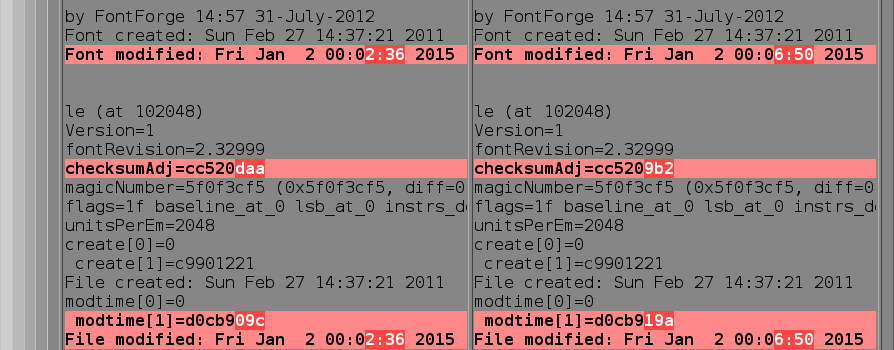 by FontForge 14:57 31-July-2012
Font created: Sun Feb 27 14:37:21 2011
Font modified: Fri Jan  2 00:02:36 2015
le (at 102048)
Version=1
fontRevision=2.32999
checksumAdj=cc520daa
magicNumber=5f0f3cf5 (0x5f0f3cf5, diff=0
flags=1f baseline_at_0 lsb_at_0 instrs_de
unitsPerEm=2048
create[0]=0
 create[1]=c9901221
File created: Sun Feb 27 14:37:21 2011
modtime[0]=0
 modtime[1]=d0cb909c
File modified: Fri Jan  2 00:02:36 2015
by FontForge 14:57 31-July-2012
Font created: Sun Feb 27 14:37:21 2011
Font modified: Fri Jan  2 00:06:50 2015
le (at 102048)
Version=1
fontRevision=2.32999
checksumAdj=cc5209b2
magicNumber=5f0f3cf5 (0x5f0f3cf5, diff=0
flags=1f baseline_at_0 lsb_at_0 instrs_de
unitsPerEm=2048
create[0]=0
 create[1]=c9901221
File created: Sun Feb 27 14:37:21 2011
modtime[0]=0
 modtime[1]=d0cb919a
File modified: Fri Jan  2 00:06:50 2015